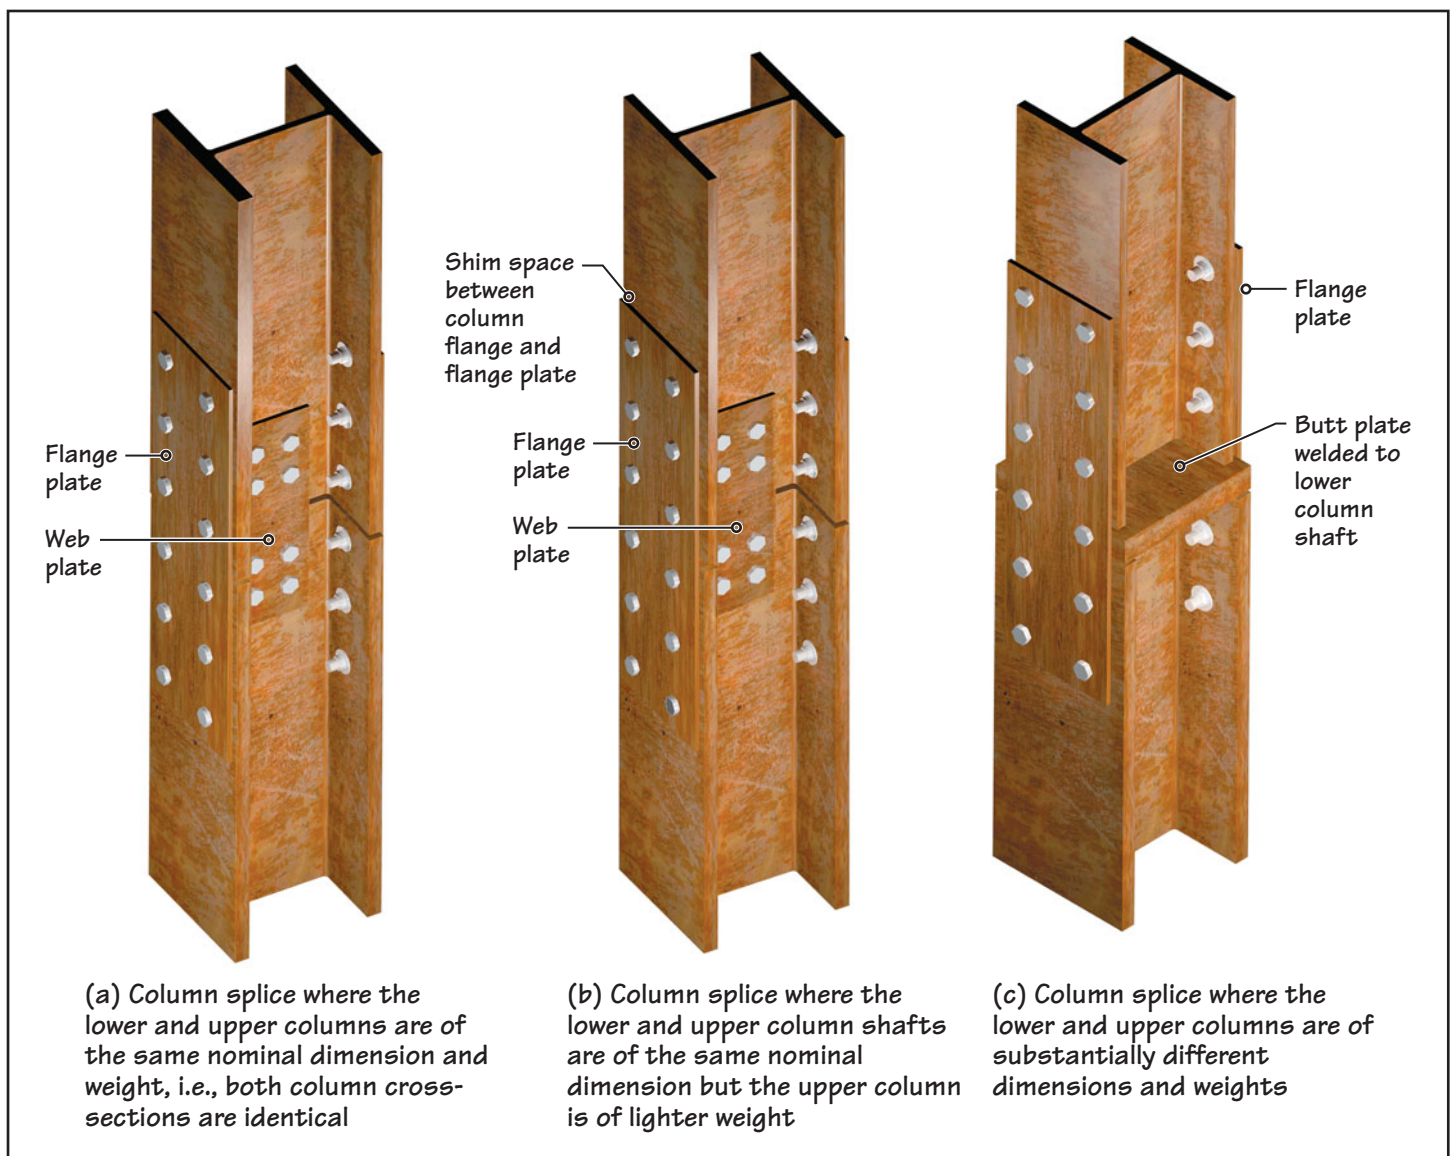 Shim space
between
column
flange and
flange plate
Flange
plate
Web
plate
Flange
plate
Web
plate
Flange
plate
Butt plate
welded to
lower
column
shaft
(a) Column splice where the
lower and upper columns are of
the same nominal dimension and
weight, i.e., both column cross-
sections are identical
(b) Column splice where the
lower and upper column shafts
are of the same nominal
dimension but the upper column
is of lighter weight
(c) Column splice where the
lower and upper columns are of
substantially different
dimensions and weights